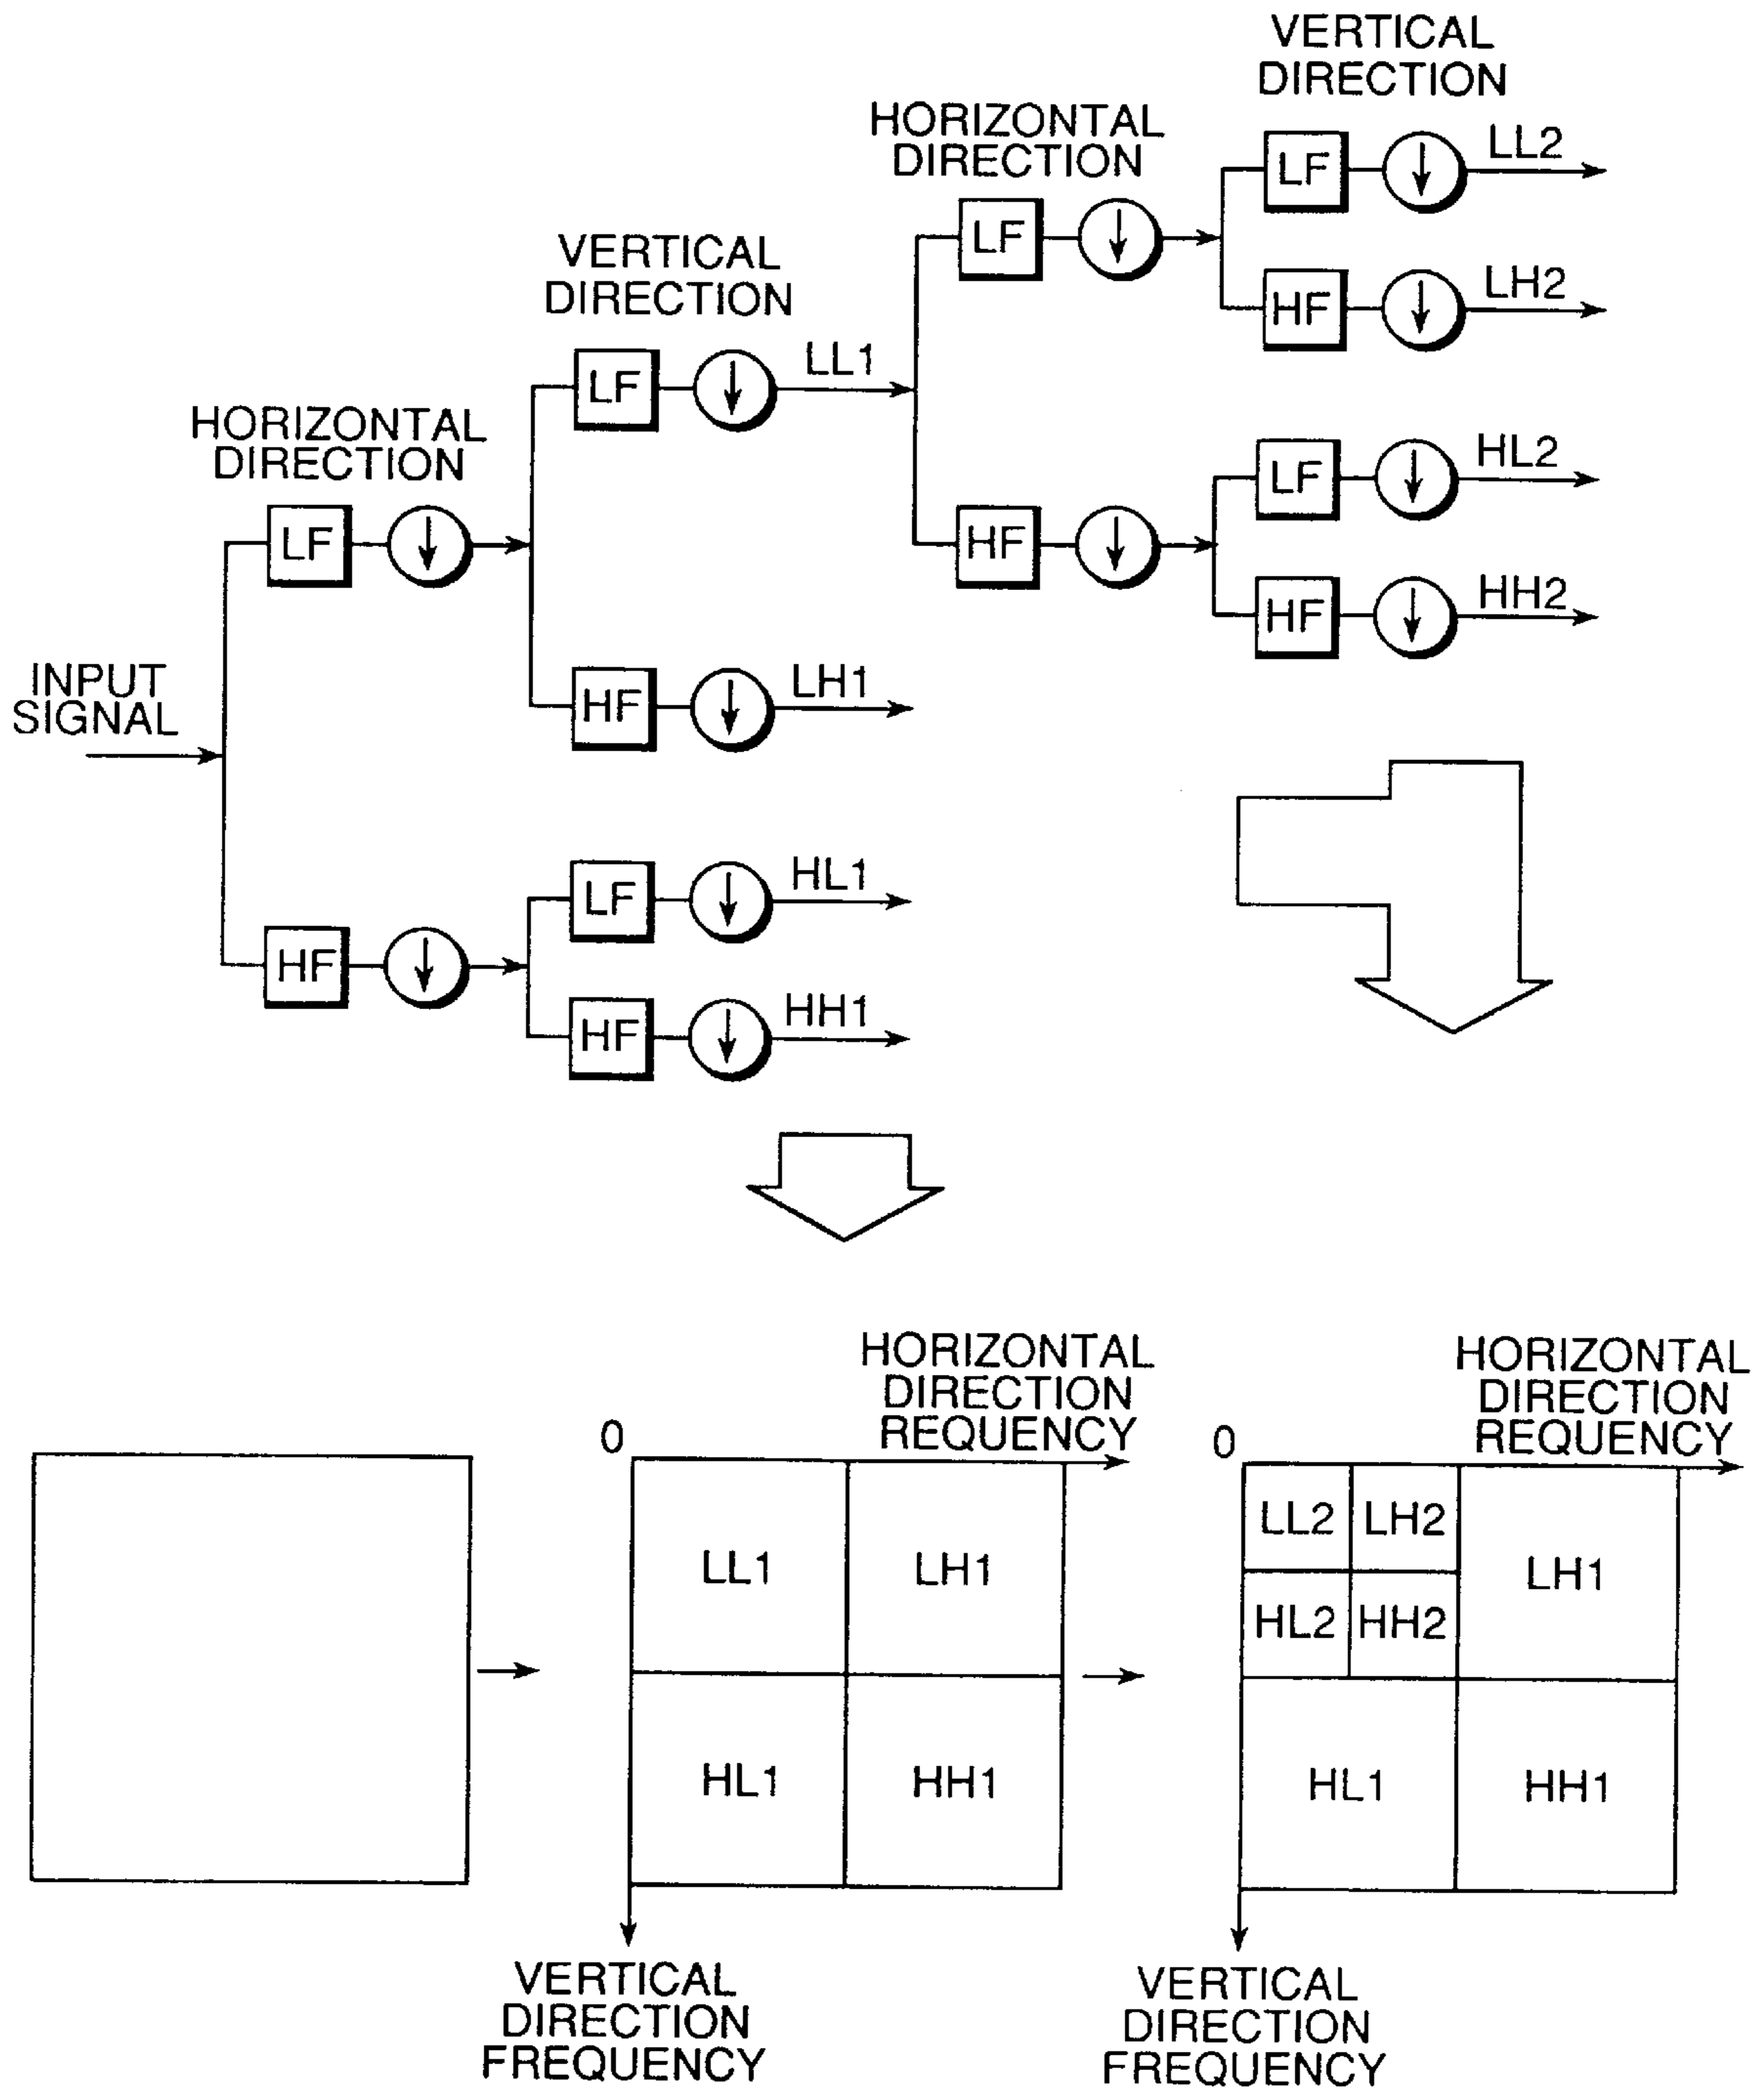 VERTICAL
DIRECTION
HORIZONTAL
DIRECTION
LF
LL2
LF
VERTICAL
DIRECTION
HF
LH2
LF
LL1
HORIZONTAL
DIRECTION
LF
HL2
LF
HF
HF
HH2
INPUT
SIGNAL
HF
LH1
LF
HL1
HF
HF
HH1
HORIZONTAL
DIRECTION
REQUENCY
0
LL1
LH1
HL1
HH1
VERTICAL
DIRECTION
FREQUENCY
HORIZONTAL
DIRECTION
REQUENCY
0
LL2
LH2
LH1
HL2
HH2
HL1
HH1
VERTICAL
DIRECTION
FREQUENCY